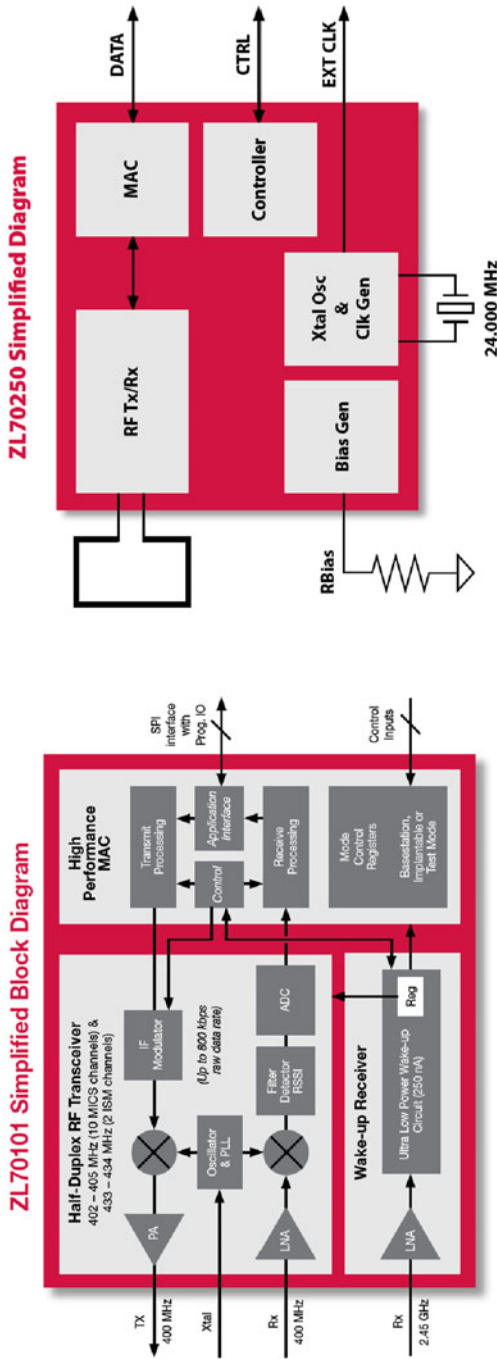 ZL70101 Simplified Block Diagram
Half-Duplex RF Transceiver
402 – 405 MHz (10 MICS channels) &
433 – 434 MHz (2 ISM channels)
TX
400 MHz
PA
IF
Modulator
Xtal
Oscillator
& PLL
(Up to 800 kbps
raw data rate)
Rx
400 MHz
LNA
Filter
Detector
RSSI
ADC
High
Performance
MAC
Transmit
Processing
Control
Application
Interface
Receive
Processing
SPI
interface
with
Prog. IO
Wake-up Receiver
Rx
2.45 GHz
LNA
Ultra Low Power Wake-up
Circuit (250 nA)
Reg
Mode
Control
Registers
Basestation,
Implantable or
Test Mode
Control
Inputs
ZL70250 Simplified Diagram
RF Tx/Rx
MAC
DATA
Controller
CTRL
RBias
Bias Gen
Xtal Osc
&
Clk Gen
EXT CLK
24.000 MHz